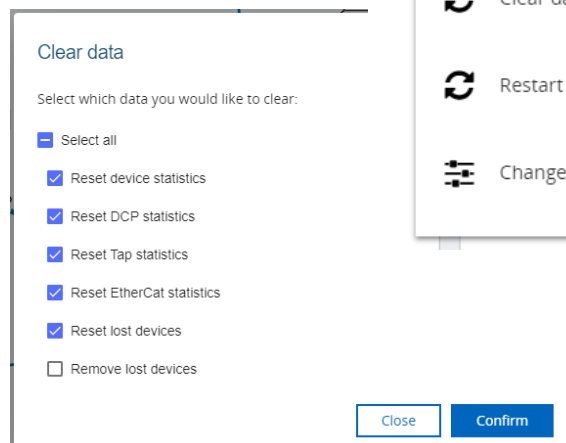 Clear data
Select which data you would like to clear:
Select all
Reset device statistics
Reset DCP statistics
Reset Tap statistics
Reset EtherCat statistics
Reset lost devices
Remove lost devices
Close
Confirm
Clear
Restart
Change